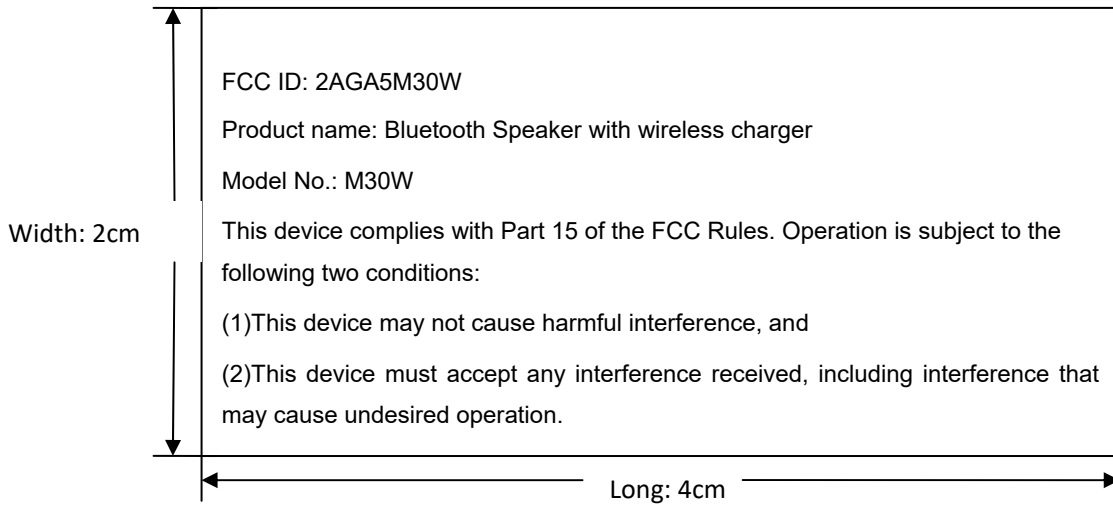 FCC ID: 2AGA5M30W
Product name: Bluetooth Speaker with wireless charger
Model No.: M30W
Width: 2cm
This device complies with Part 15 of the FCC Rules. Operation is subject to the
following two conditions:
(1)This device may not cause harmful interference, and
(2)This device must accept any interference received, including interference that
may cause undesired operation.
Long: 4cm